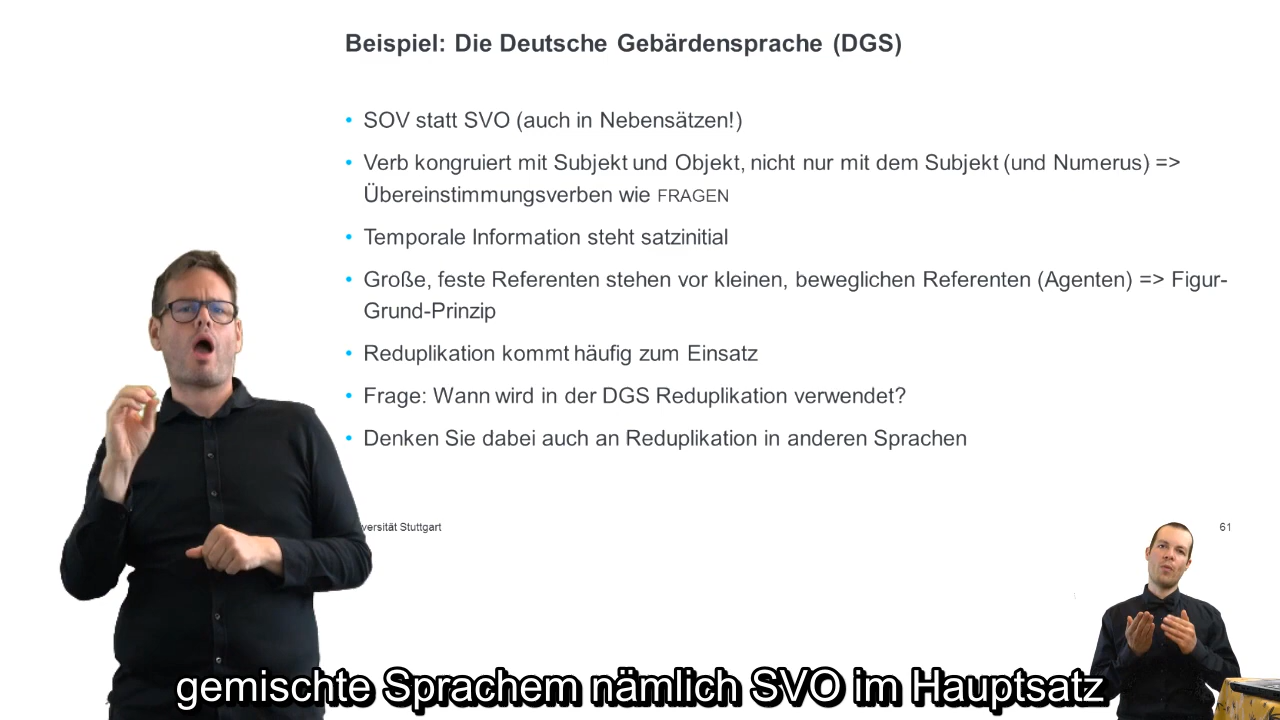 Beispiel: Die Deutsche Gebärdensprache (DGS)
• SOV statt SVO (auch in Nebensätzen!)
• Verb kongruiert mit Subjekt und Objekt, nicht nur mit dem Subjekt (und Numerus) =>
Übereinstimmungsverben wie FRAGEN
• Temporale Information steht satzinitial
• Große, feste Referenten stehen vor kleinen, beweglichen Referenten (Agenten) => Figur-
Grund-Prinzip
• Reduplikation kommt häufig zum Einsatz
• Frage: Wann wird in der DGS Reduplikation verwendet?
• Denken Sie dabei auch an Reduplikation in anderen Sprachen
versität Stuttgart
61
gemischte Sprachem nämlich SVO im Hauptsatz